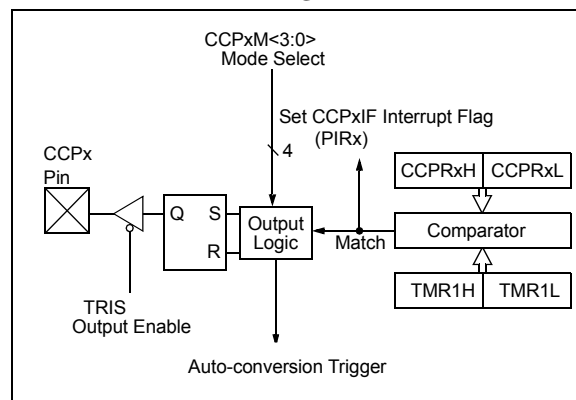 CCPxM<3:0>
Mode Select
Set CCPxIF Interrupt Flag
(PIRx)
4
CCPx
Pin
CCPRxH CCPRxL
Q S
R
Output
Logic
Match
Comparator
TMR1H TMR1L
TRIS
Output Enable
Auto-conversion Trigger